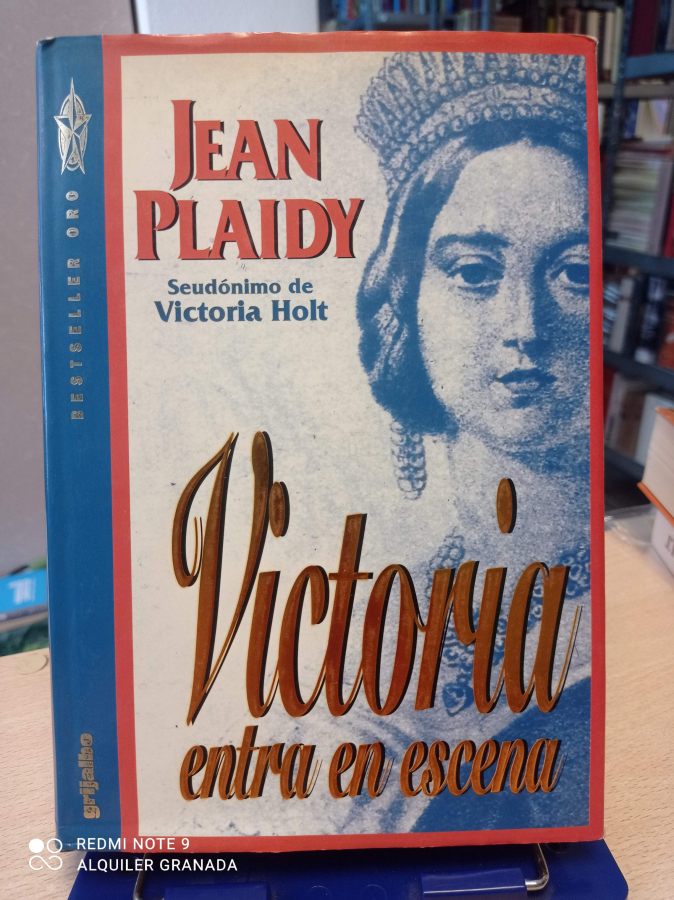 JEAN
PLAIDY
Seudónimo de
Victoria Holt
BESTSELLER ORO
Victoria
entra en escena
grijalbo
REDMI NOTE 9
ALQUILER GRANADA